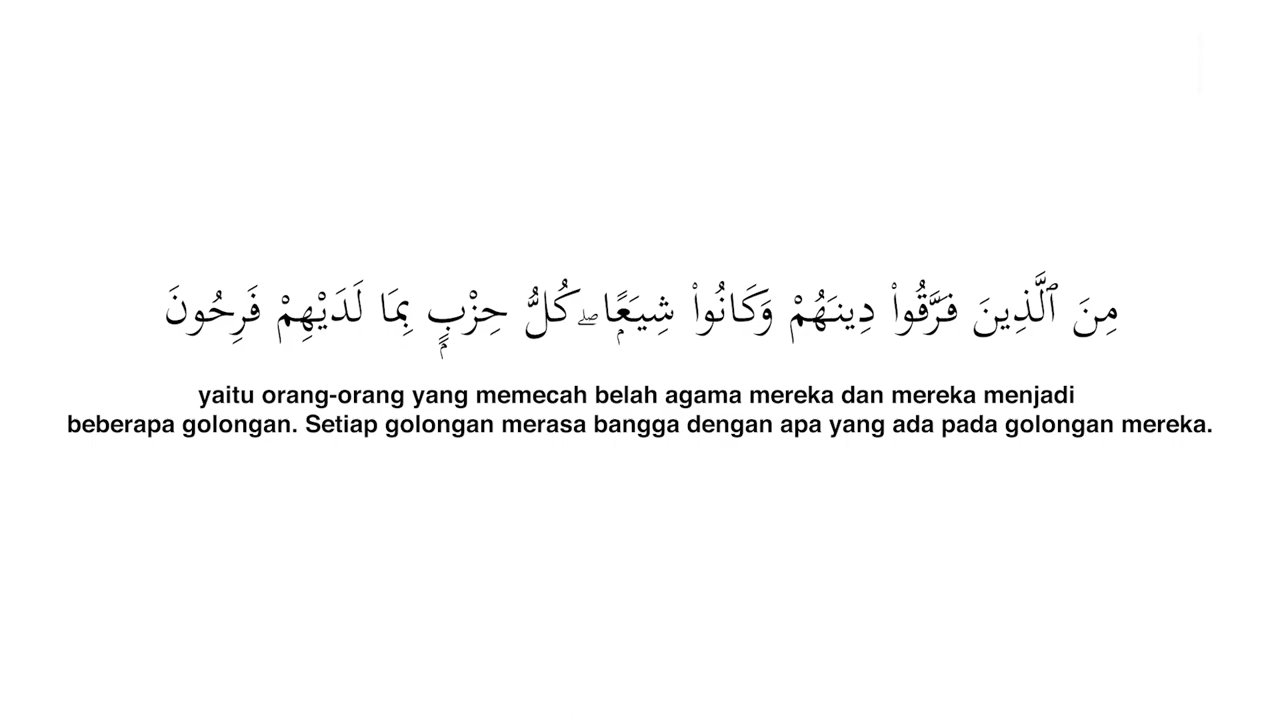 مِنَ ٱلَّذِينَ فَرَّقُوا۟ دِينَهُمْ وَكَانُوا۟ شِيَعًۭا ۖ كُلُّ حِزْبٍۭ بِمَا لَدَيْهِمْ فَرِحُونَ
yaitu orang-orang yang memecah belah agama mereka dan mereka menjadi
beberapa golongan. Setiap golongan merasa bangga dengan apa yang ada pada golongan mereka.